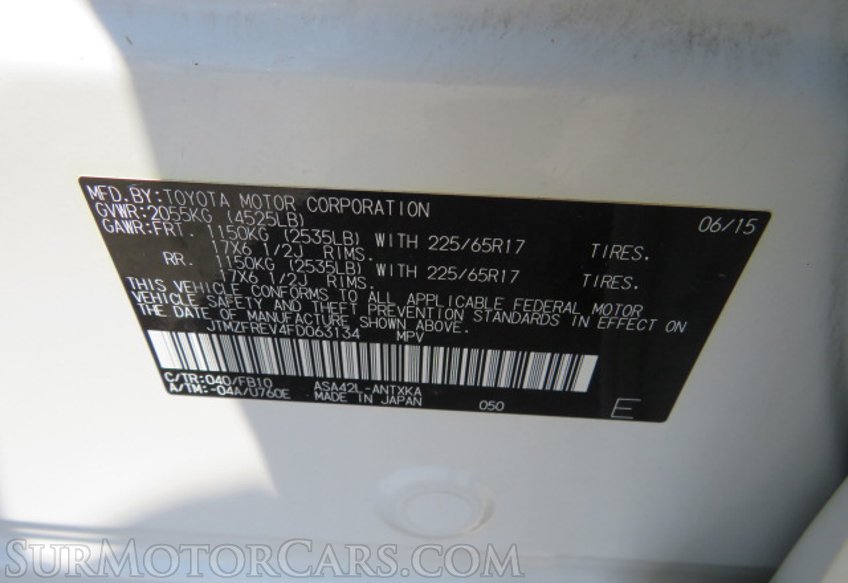 MFD.BY:TOYOTA MOTOR CORPORATION 06/15
GVWR:2055KG (4525LB)
GAWR:FRT. 1150KG (2535LB) WITH 225/65R17 TIRES.
17X6 1/2J RIMS.
RR. 1150KG (2535LB) WITH 225/65R17 TIRES.
17X6 1/2J RIMS.
THIS VEHICLE CONFORMS TO ALL APPLICABLE FEDERAL MOTOR
VEHICLE SAFETY AND THEFT PREVENTION STANDARDS IN EFFECT ON
THE DATE OF MANUFACTURE SHOWN ABOVE.
JTMZFREV4FD063134 MPV
C/TR:040/FB10 ASA42L-ANTXKA
A/TM:-04A/U760E MADE IN JAPAN 050 E
SurMotorCars.com